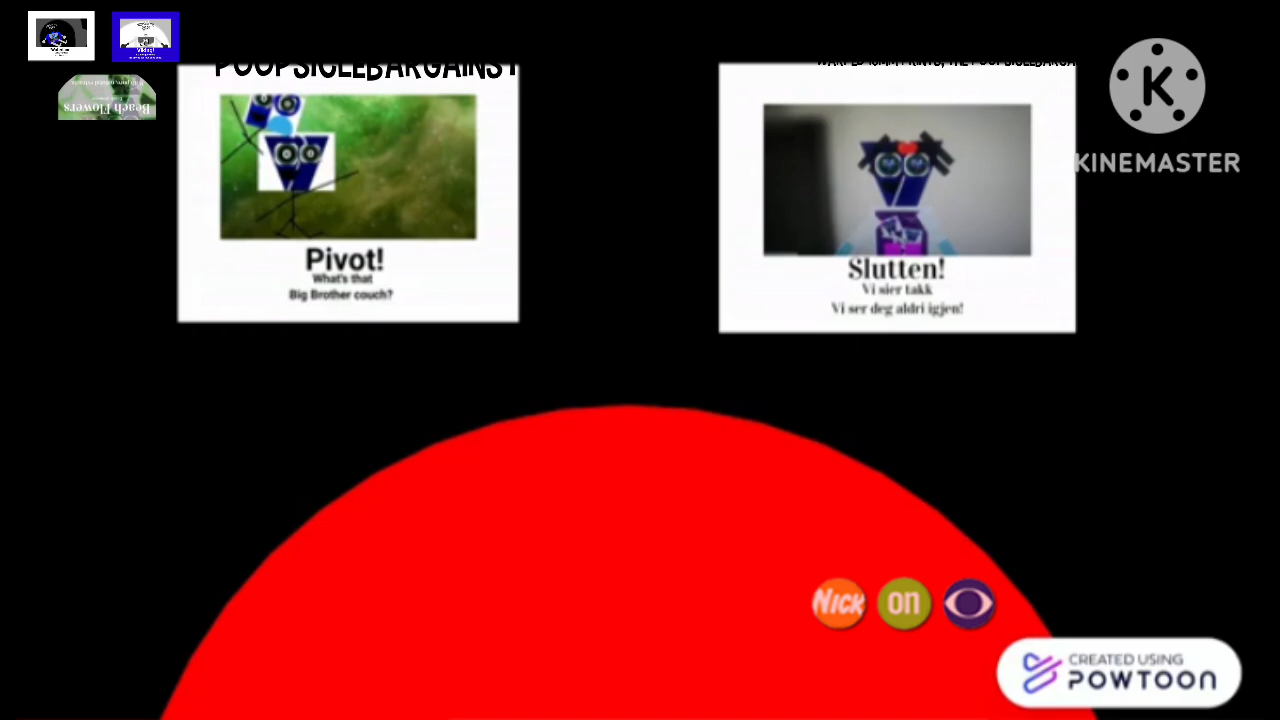 POOPSICLEBARGAINST
KINEMASTER
Beach Flowers
Pivot!
What's that
Big Brother couch?
Slutten!
Vi sier takk
Vi ser deg aldri igjen!
Nick
on
CREATED USING
POWTOON